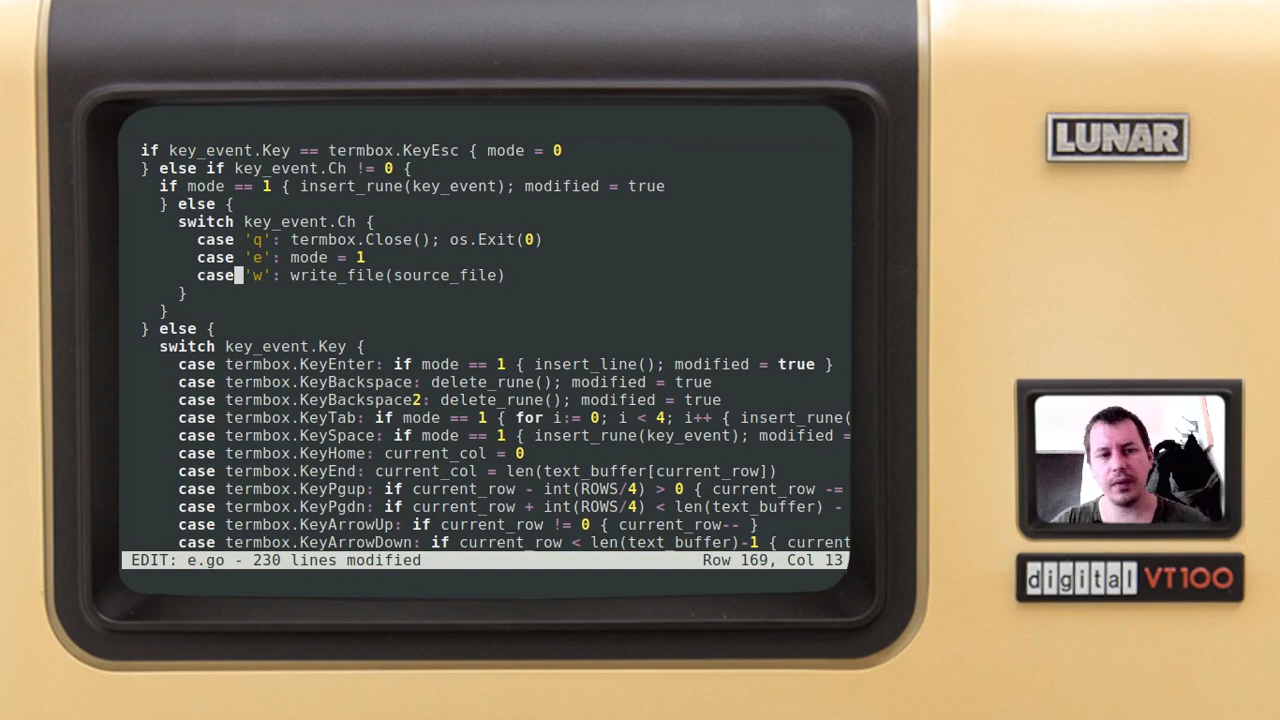 if key_event.Key == termbox.KeyEsc { mode = 0
} else if key_event.Ch != 0 {
  if mode == 1 { insert_rune(key_event); modified = true
  } else {
    switch key_event.Ch {
      case 'q': termbox.Close(); os.Exit(0)
      case 'e': mode = 1
      case 'w': write_file(source_file)
    }
  }
} else {
  switch key_event.Key {
    case termbox.KeyEnter: if mode == 1 { insert_line(); modified = true }
    case termbox.KeyBackspace: delete_rune(); modified = true
    case termbox.KeyBackspace2: delete_rune(); modified = true
    case termbox.KeyTab: if mode == 1 { for i:= 0; i < 4; i++ { insert_rune(
    case termbox.KeySpace: if mode == 1 { insert_rune(key_event); modified =
    case termbox.KeyHome: current_col = 0
    case termbox.KeyEnd: current_col = len(text_buffer[current_row])
    case termbox.KeyPgup: if current_row - int(ROWS/4) > 0 { current_row -=
    case termbox.KeyPgdn: if current_row + int(ROWS/4) < len(text_buffer) -
    case termbox.KeyArrowUp: if current_row != 0 { current_row-- }
    case termbox.KeyArrowDown: if current_row < len(text_buffer)-1 { current
EDIT: e.go - 230 lines modified Row 169, Col 13
LUNAR
digital VT100